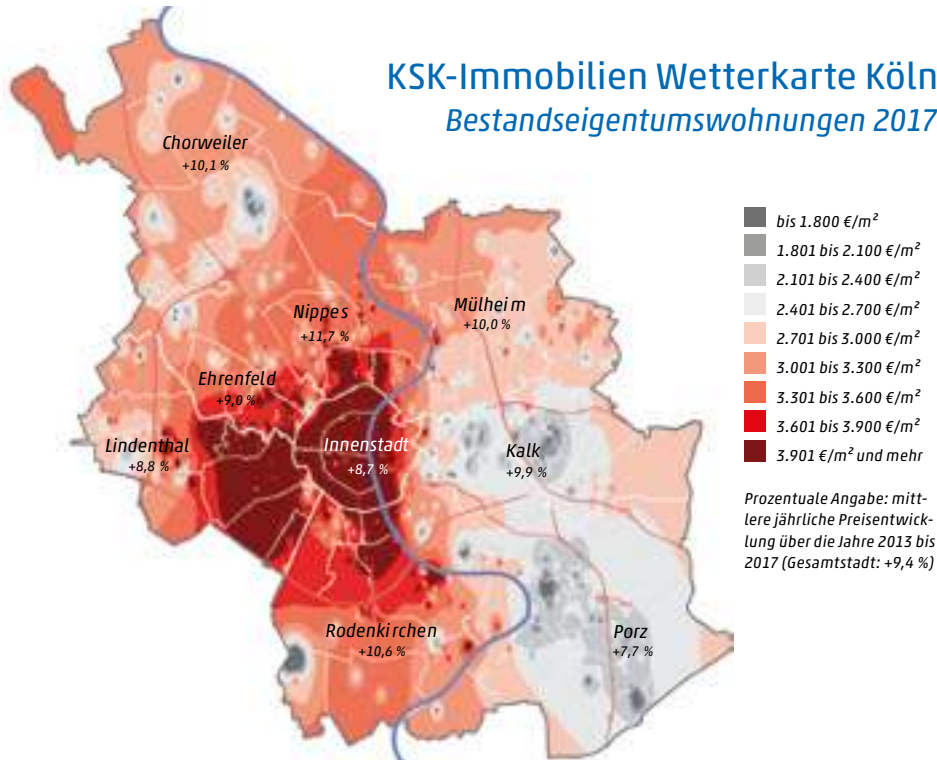 KSK-Immobilien Wetterkarte Köln
Bestandseigentumswohnungen 2017
Chorweiler
+10,1 %
Nippes
+11,7 %
Mülheim
+10,0 %
Ehrenfeld
+9,0 %
Lindenthal
+8,8 %
Innenstadt
+8,7 %
Kalk
+9,9 %
Rodenkirchen
+10,6 %
Porz
+7,7 %
bis 1.800 €/m²
1.801 bis 2.100 €/m²
2.101 bis 2.400 €/m²
2.401 bis 2.700 €/m²
2.701 bis 3.000 €/m²
3.001 bis 3.300 €/m²
3.301 bis 3.600 €/m²
3.601 bis 3.900 €/m²
3.901 €/m² und mehr
Prozentuale Angabe: mitt-
lere jährliche Preisentwick-
lung über die Jahre 2013 bis
2017 (Gesamtstadt: +9,4 %)